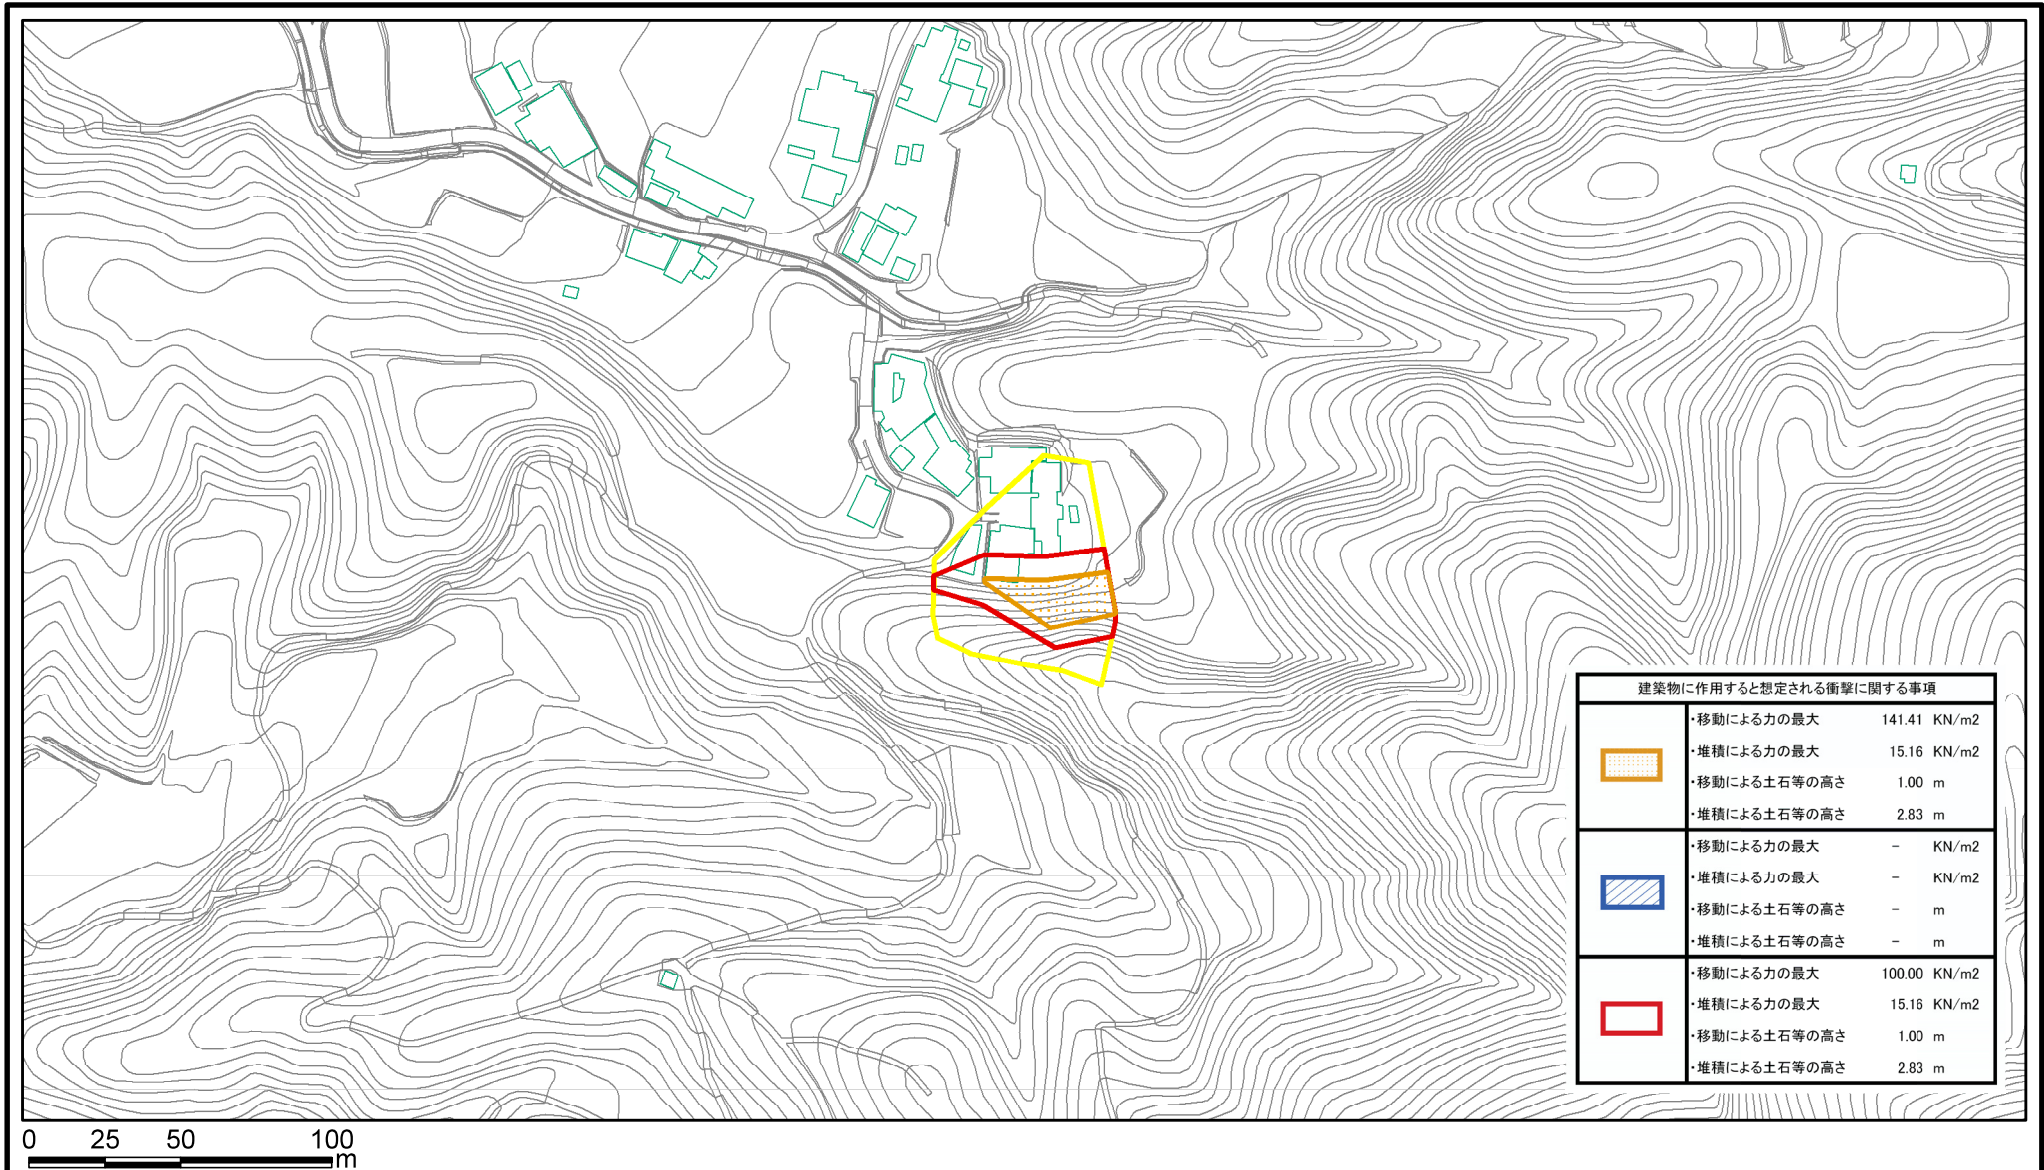 建築物に作用すると想定される衝撃に関する事項
・移動による力の最大 141.41 KN/m2
・堆積による力の最大 15.16 KN/m2
・移動による土石等の高さ 1.00 m
・堆積による土石等の高さ 2.83 m
・移動による力の最大 - KN/m2
・堆積による力の最大 - KN/m2
・移動による土石等の高さ - m
・堆積による土石等の高さ - m
・移動による力の最大 100.00 KN/m2
・堆積による力の最大 15.16 KN/m2
・移動による土石等の高さ 1.00 m
・堆積による土石等の高さ 2.83 m
0 25 50 100
m